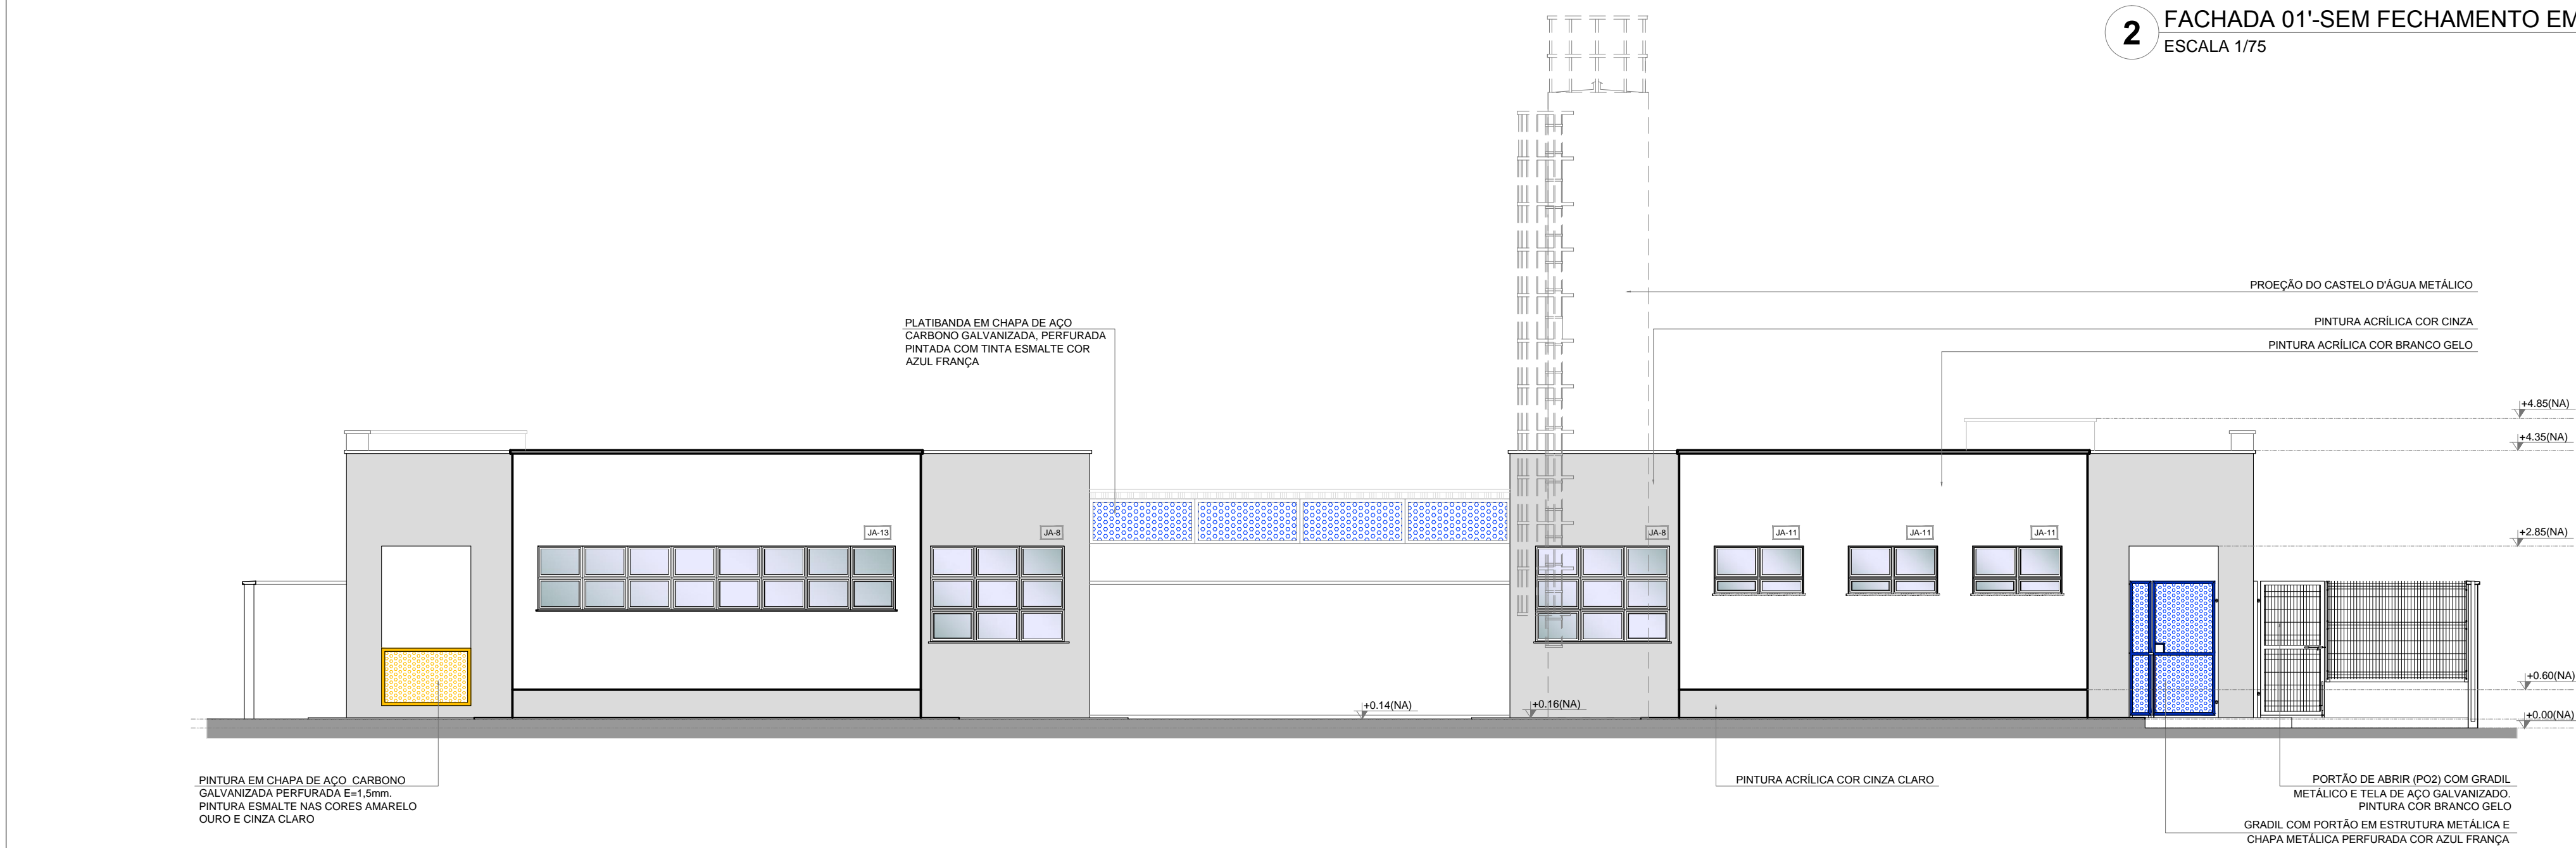 2
FACHADA 01'-SEM FECHAMENTO EM
ESCALA 1/75
PROEÇÃO DO CASTELO D'ÁGUA METÁLICO
PLATIBANDA EM CHAPA DE AÇO
CARBONO GALVANIZADA, PERFURADA
PINTADA COM TINTA ESMALTE COR
AZUL FRANÇA
PINTURA ACRÍLICA COR CINZA
PINTURA ACRÍLICA COR BRANCO GELO
+4.85(NA)
+4.35(NA)
JA-13
JA-8
JA-8
JA-11
JA-11
JA-11
+2.85(NA)
+0.60(NA)
+0.14(NA)
+0.16(NA)
+0.00(NA)
PINTURA EM CHAPA DE AÇO CARBONO
GALVANIZADA PERFURADA E=1,5mm.
PINTURA ESMALTE NAS CORES AMARELO
OURO E CINZA CLARO
PINTURA ACRÍLICA COR CINZA CLARO
PORTÃO DE ABRIR (PO2) COM GRADIL
METÁLICO E TELA DE AÇO GALVANIZADO.
PINTURA COR BRANCO GELO
GRADIL COM PORTÃO EM ESTRUTURA METÁLICA E
CHAPA METÁLICA PERFURADA COR AZUL FRANÇA